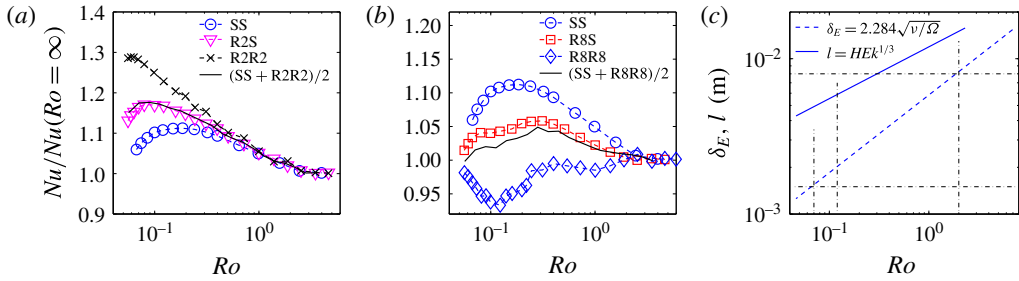 (a)
SS
R2S
R2R2
(SS + R2R2)/2
1.4
1.3
1.2
1.1
1.0
0.9
Nu/Nu(Ro = ∞)
10⁻¹
10⁰
Ro
(b)
SS
R8S
R8R8
(SS + R8R8)/2
1.20
1.15
1.10
1.05
1.00
0.95
10⁻¹
10⁰
Ro
(c)
δ_E = 2.284√(ν/Ω)
l = HEk^{1/3}
10⁻²
10⁻³
δ_E, l (m)
10⁻¹
10⁰
Ro